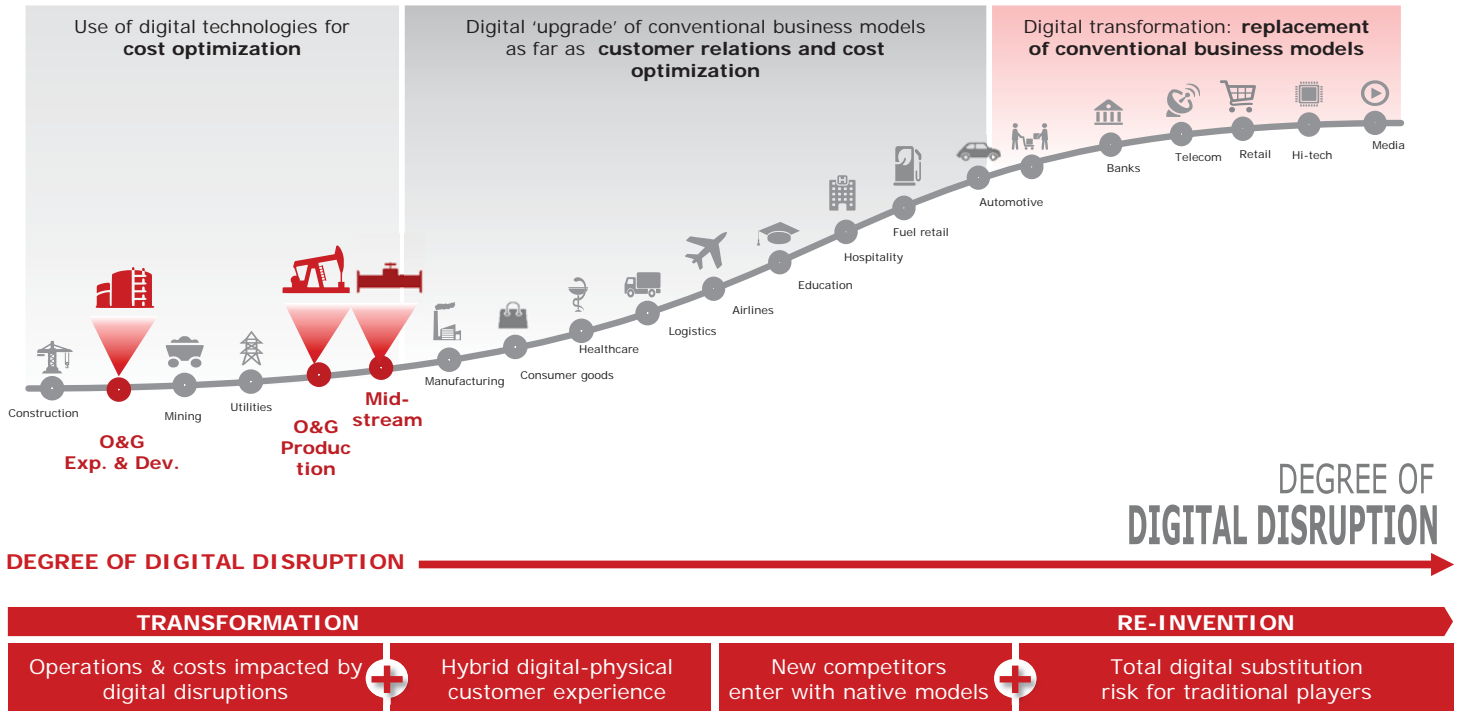 Use of digital technologies for
cost optimization
Digital ‘upgrade’ of conventional business models
as far as customer relations and cost
optimization
Digital transformation: replacement
of conventional business models
H
Construction
O&G
Exp. & Dev.
Mining
Utilities
O&G
Produc
tion
Mid-
stream
Manufacturing
Consumer goods
Healthcare
Logistics
Airlines
Education
Hospitality
Fuel retail
Automotive
Banks
Telecom
Retail
Hi-tech
Media
DEGREE OF
DIGITAL DISRUPTION
DEGREE OF DIGITAL DISRUPTION
TRANSFORMATION
RE-INVENTION
Operations & costs impacted by
digital disruptions
+
Hybrid digital-physical
customer experience
New competitors
enter with native models
+
Total digital substitution
risk for traditional players